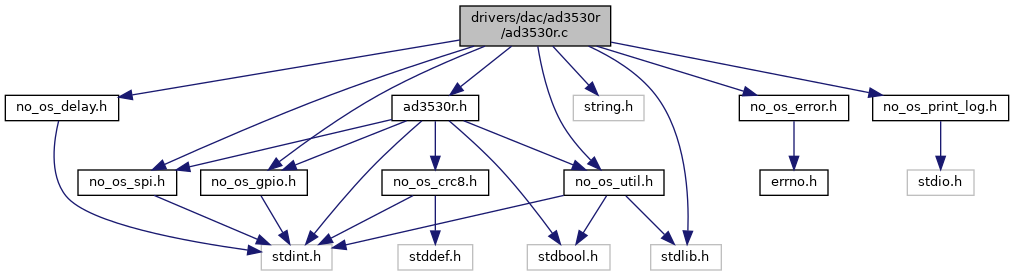 drivers/dac/ad3530r
/ad3530r.c
no_os_delay.h
ad3530r.h
string.h
no_os_error.h
no_os_print_log.h
no_os_spi.h
no_os_gpio.h
no_os_crc8.h
no_os_util.h
errno.h
stdio.h
stdint.h
stddef.h
stdbool.h
stdlib.h